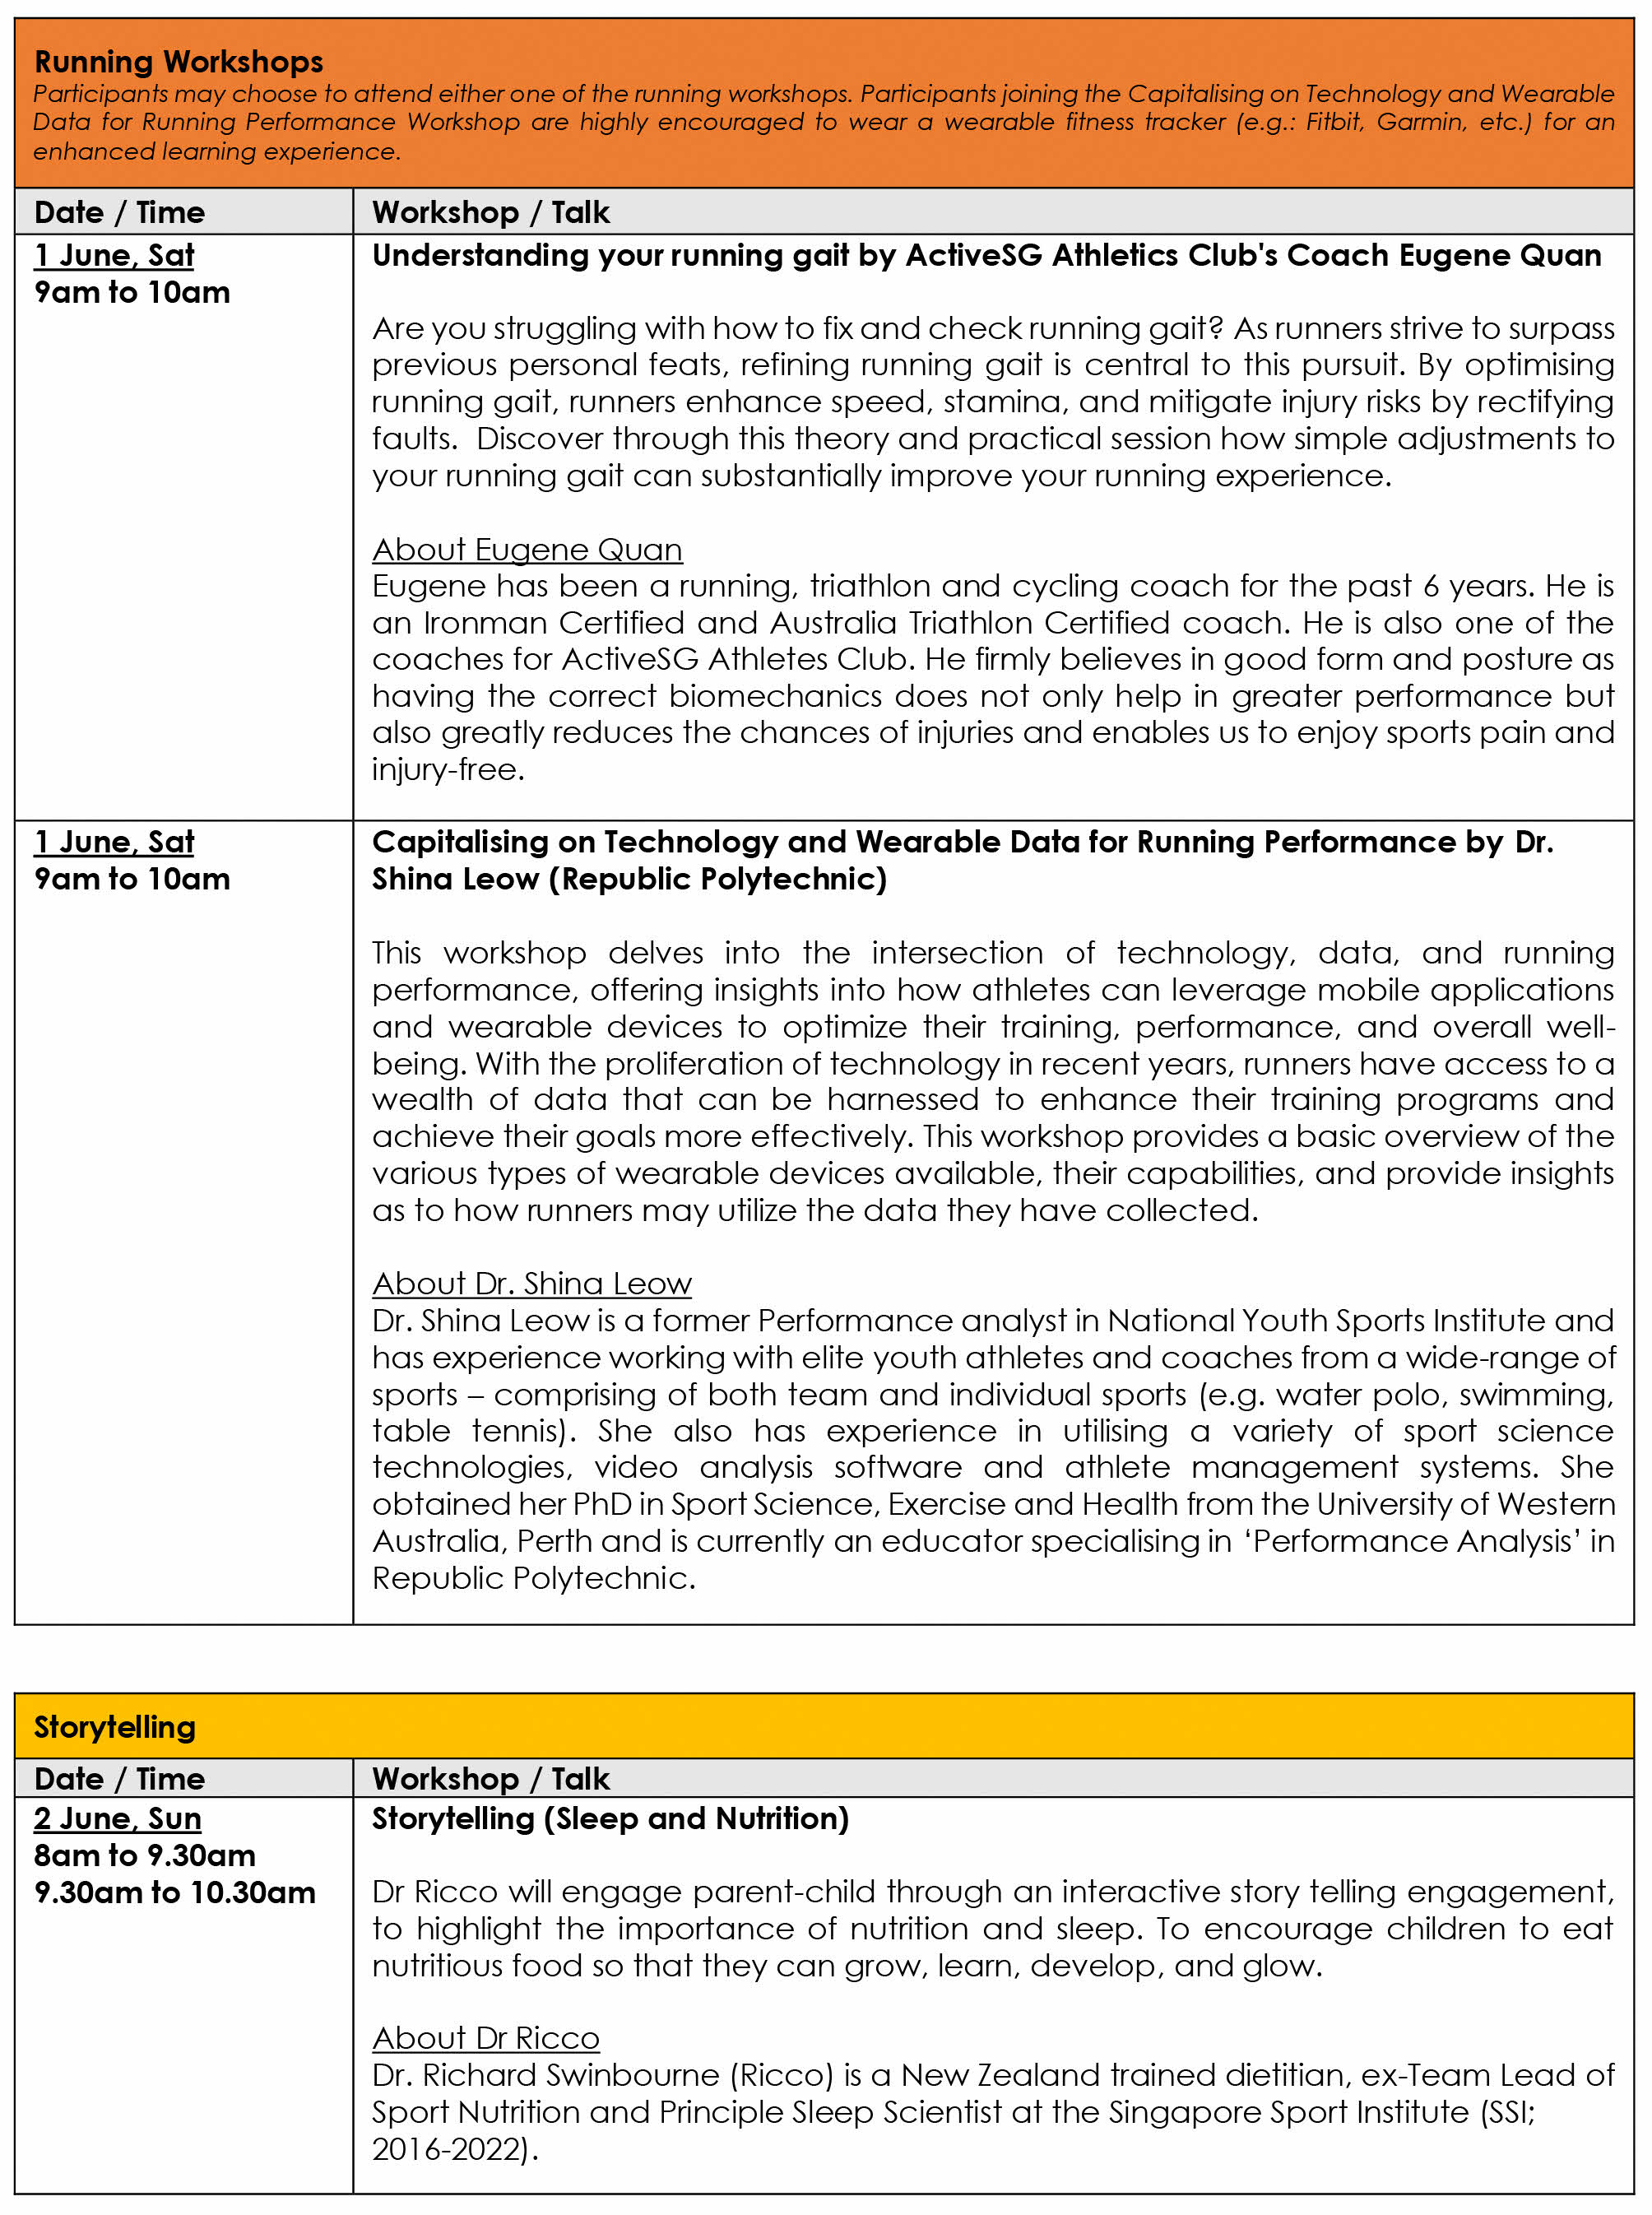 Running Workshops
Participants may choose to attend either one of the running workshops. Participants joining the Capitalising on Technology and Wearable
Data for Running Performance Workshop are highly encouraged to wear a wearable fitness tracker (e.g.: Fitbit, Garmin, etc.) for an
enhanced learning experience.
Date / Time
Workshop / Talk
1 June, Sat
9am to 10am
Understanding your running gait by ActiveSG Athletics Club's Coach Eugene Quan
Are you struggling with how to fix and check running gait? As runners strive to surpass
previous personal feats, refining running gait is central to this pursuit. By optimising
running gait, runners enhance speed, stamina, and mitigate injury risks by rectifying
faults.  Discover through this theory and practical session how simple adjustments to
your running gait can substantially improve your running experience.
About Eugene Quan
Eugene has been a running, triathlon and cycling coach for the past 6 years. He is
an Ironman Certified and Australia Triathlon Certified coach. He is also one of the
coaches for ActiveSG Athletes Club. He firmly believes in good form and posture as
having the correct biomechanics does not only help in greater performance but
also greatly reduces the chances of injuries and enables us to enjoy sports pain and
injury-free.
1 June, Sat
9am to 10am
Capitalising on Technology and Wearable Data for Running Performance by Dr.
Shina Leow (Republic Polytechnic)
This workshop delves into the intersection of technology, data, and running
performance, offering insights into how athletes can leverage mobile applications
and wearable devices to optimize their training, performance, and overall well-
being. With the proliferation of technology in recent years, runners have access to a
wealth of data that can be harnessed to enhance their training programs and
achieve their goals more effectively. This workshop provides a basic overview of the
various types of wearable devices available, their capabilities, and provide insights
as to how runners may utilize the data they have collected.
About Dr. Shina Leow
Dr. Shina Leow is a former Performance analyst in National Youth Sports Institute and
has experience working with elite youth athletes and coaches from a wide-range of
sports – comprising of both team and individual sports (e.g. water polo, swimming,
table tennis). She also has experience in utilising a variety of sport science
technologies, video analysis software and athlete management systems. She
obtained her PhD in Sport Science, Exercise and Health from the University of Western
Australia, Perth and is currently an educator specialising in ‘Performance Analysis’ in
Republic Polytechnic.
Storytelling
Date / Time
Workshop / Talk
2 June, Sun
8am to 9.30am
9.30am to 10.30am
Storytelling (Sleep and Nutrition)
Dr Ricco will engage parent-child through an interactive story telling engagement,
to highlight the importance of nutrition and sleep. To encourage children to eat
nutritious food so that they can grow, learn, develop, and glow.
About Dr Ricco
Dr. Richard Swinbourne (Ricco) is a New Zealand trained dietitian, ex-Team Lead of
Sport Nutrition and Principle Sleep Scientist at the Singapore Sport Institute (SSI;
2016-2022).